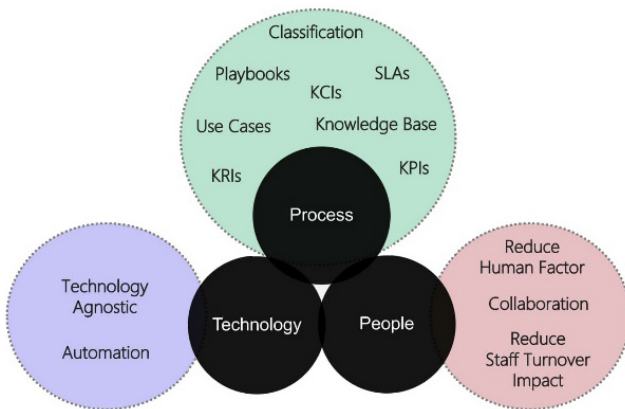 Classification
Playbooks
SLAs
KCIs
Use Cases
Knowledge Base
KRIs
KPIs
Process
Technology
Agnostic
Automation
Technology
People
Reduce
Human Factor
Collaboration
Reduce
Staff Turnover
Impact